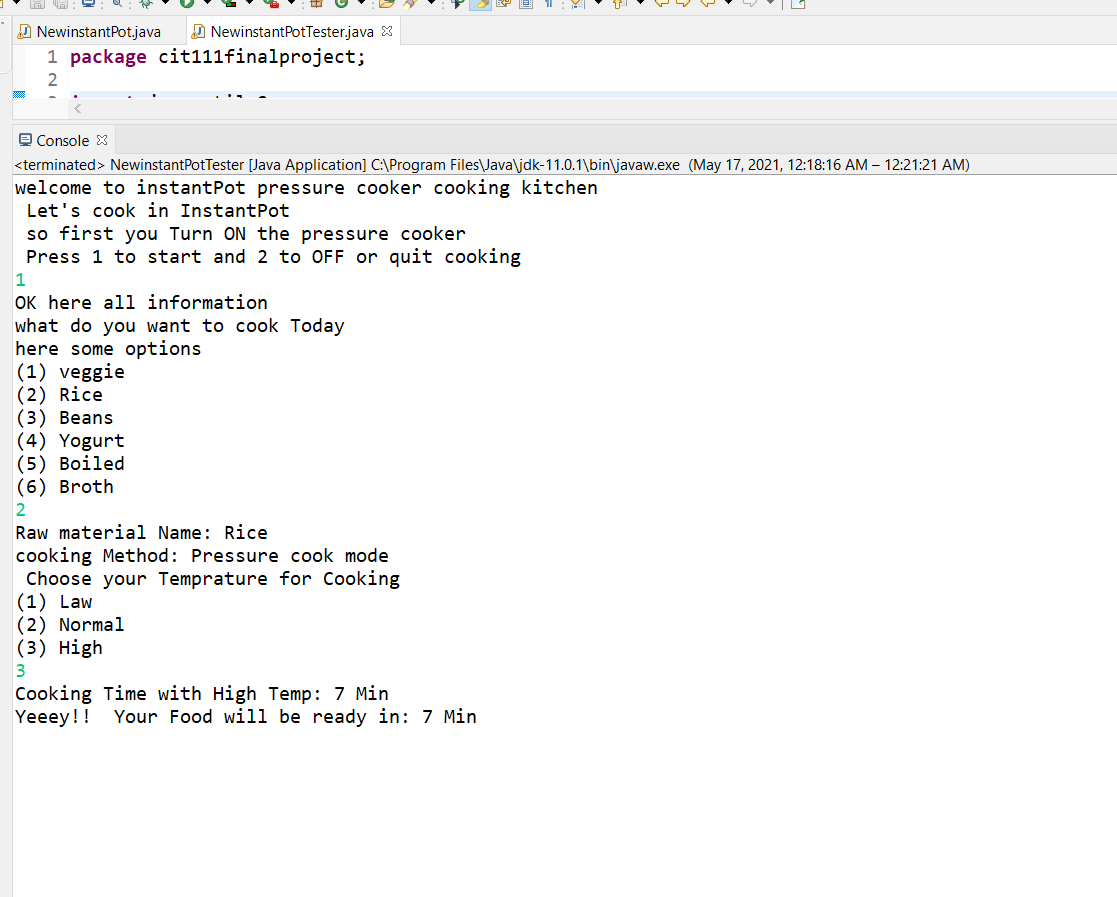 NewinstantPot.java NewinstantPotTester.java
1 package cit111finalproject;
2
Console
<terminated> NewinstantPotTester [Java Application] C:\Program Files\Java\jdk-11.0.1\bin\javaw.exe (May 17, 2021, 12:18:16 AM – 12:21:21 AM)
welcome to instantPot pressure cooker cooking kitchen
Let's cook in InstantPot
so first you Turn ON the pressure cooker
Press 1 to start and 2 to OFF or quit cooking
1
OK here all information
what do you want to cook Today
here some options
(1) veggie
(2) Rice
(3) Beans
(4) Yogurt
(5) Boiled
(6) Broth
2
Raw material Name: Rice
cooking Method: Pressure cook mode
Choose your Temprature for Cooking
(1) Law
(2) Normal
(3) High
3
Cooking Time with High Temp: 7 Min
Yeeey!!  Your Food will be ready in: 7 Min